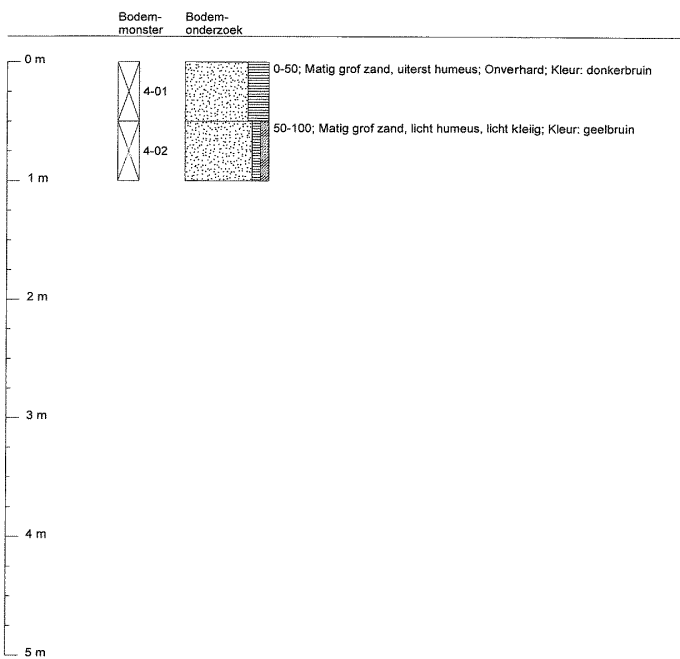 Bodem-
monster
Bodem-
onderzoek
0 m
0-50; Matig grof zand, uiterst humeus; Onverhard; Kleur: donkerbruin
4-01
50-100; Matig grof zand, licht humeus, licht kleiig; Kleur: geelbruin
4-02
1 m
2 m
3 m
4 m
5 m